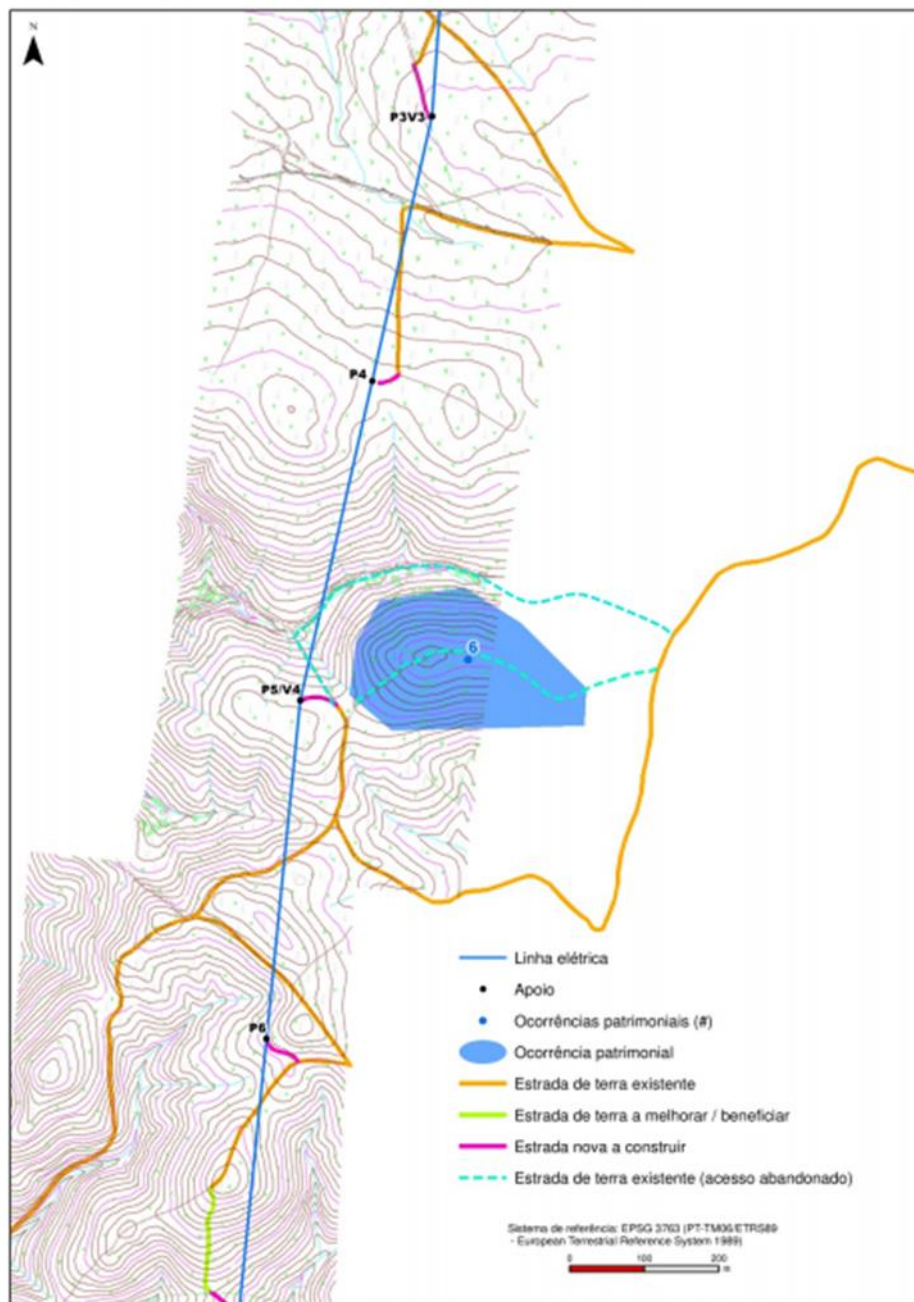 N
P3V3
P4
6
P5/V4
P6
Linha elétrica
Apoio
Ocorrências patrimoniais (#)
Ocorrência patrimonial
Estrada de terra existente
Estrada de terra a melhorar / beneficiar
Estrada nova a construir
Estrada de terra existente (acesso abandonado)
Sistema de referência: EPSG 3763 (PT-TM06/ETRS89
- European Terrestrial Reference System 1989)
0 100 200
m